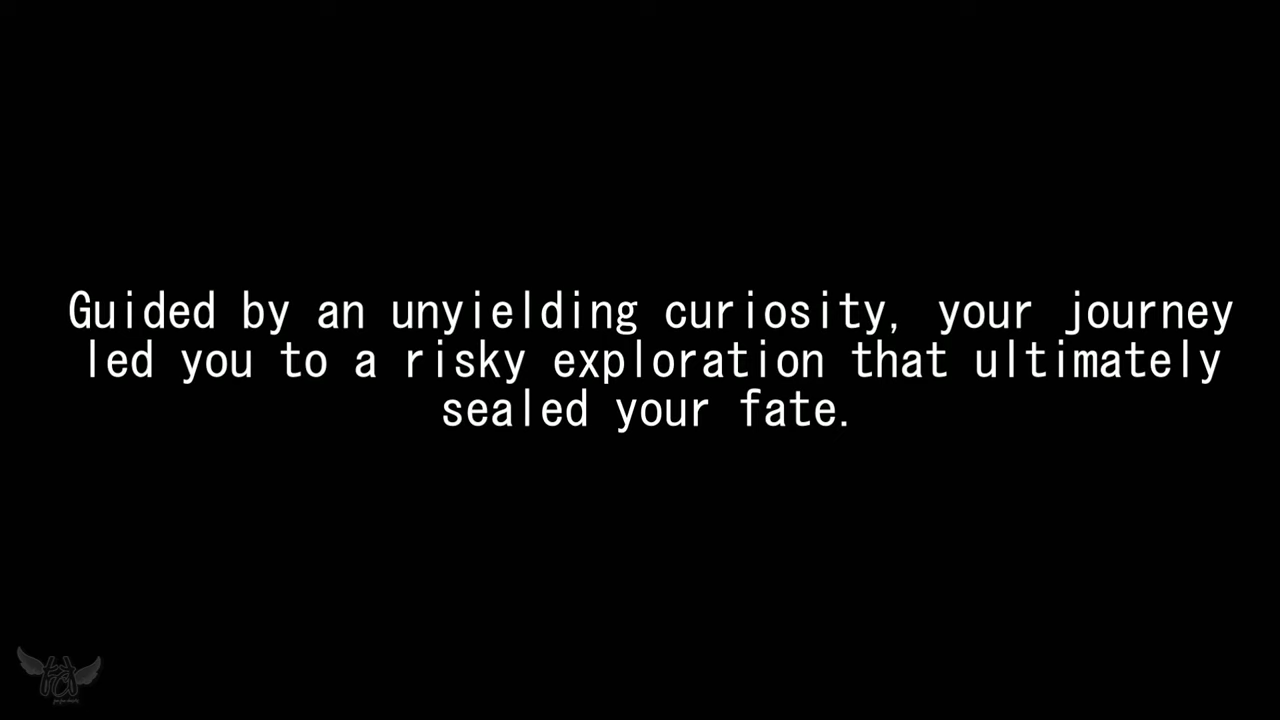 Guided by an unyielding curiosity, your journey
led you to a risky exploration that ultimately
sealed your fate.